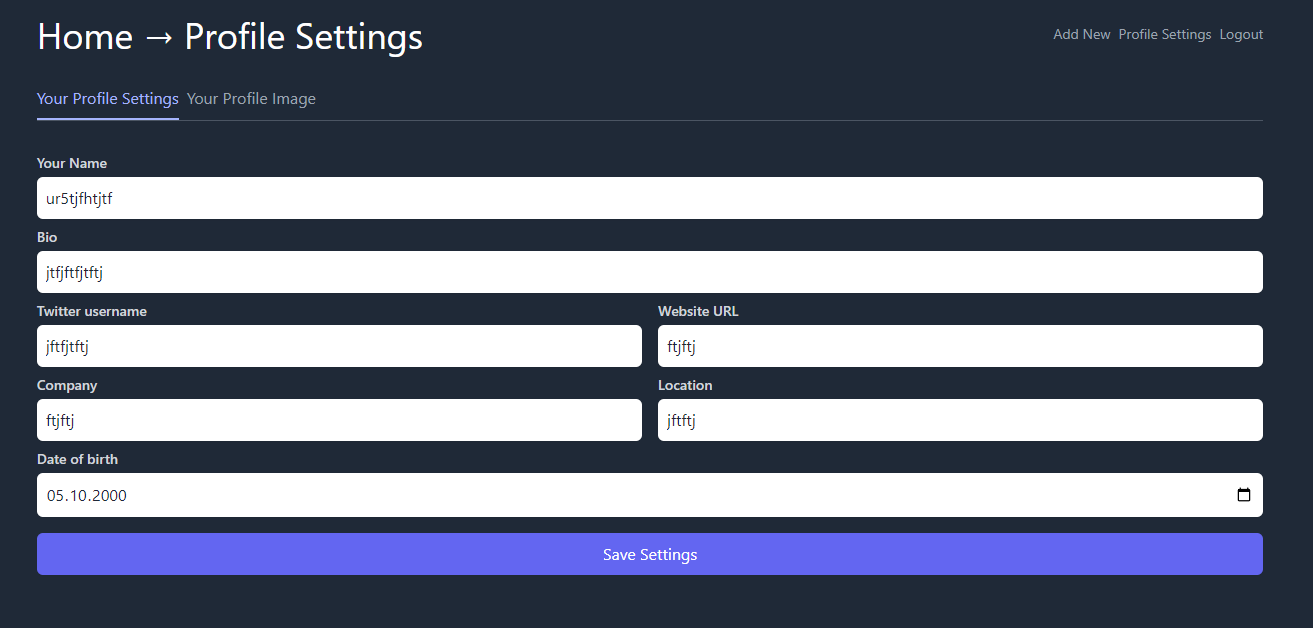 Home → Profile Settings
Add New Profile Settings Logout
Your Profile Settings Your Profile Image
Your Name
ur5tjfhtjtf
Bio
jtfjftfjtftj
Twitter username
jftfjtftj
Website URL
ftjftj
Company
ftjftj
Location
jftftj
Date of birth
05.10.2000
Save Settings